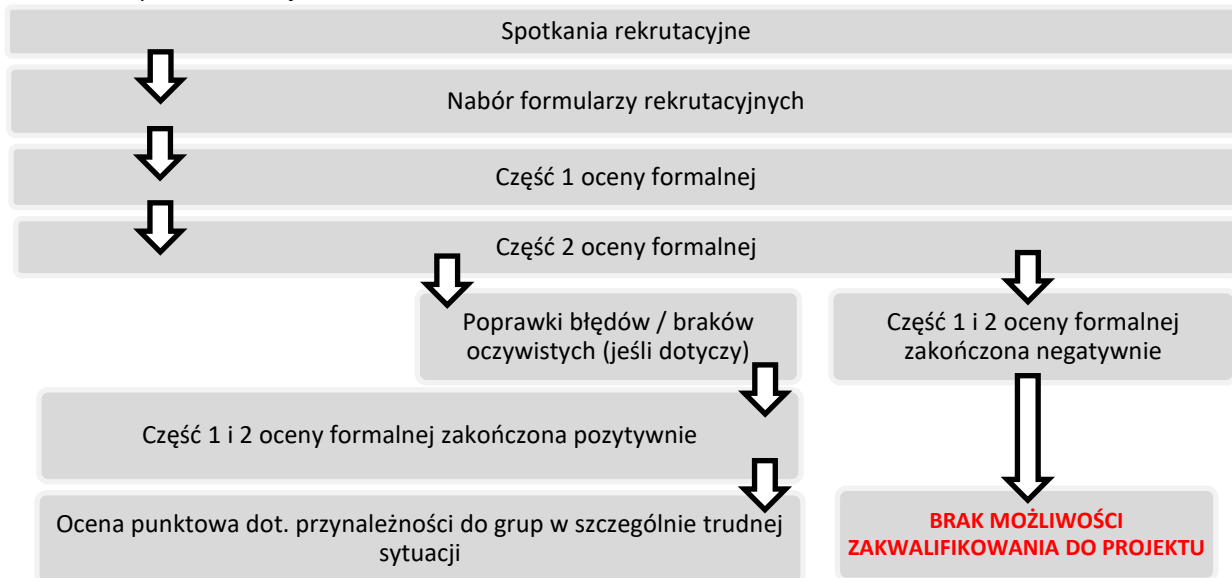 Spotkania rekrutacyjne
Nabór formularzy rekrutacyjnych
Część 1 oceny formalnej
Część 2 oceny formalnej
Poprawki błędów / braków
oczywistych (jeśli dotyczy)
Część 1 i 2 oceny formalnej
zakończona negatywnie
Część 1 i 2 oceny formalnej zakończona pozytywnie
Ocena punktowa dot. przynależności do grup w szczególnie trudnej
sytuacji
BRAK MOŻLIWOŚCI
ZAKWALIFIKOWANIA DO PROJEKTU